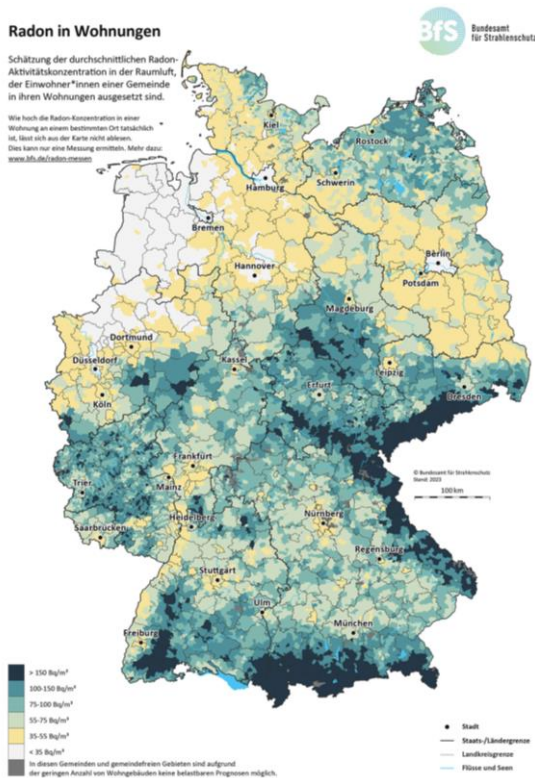 Radon in Wohnungen
BfS
Bundesamt
für Strahlenschutz
Schätzung der durchschnittlichen Radon-
Aktivitätskonzentration in der Raumluft,
der Einwohner*innen einer Gemeinde
in ihren Wohnungen ausgesetzt sind.
Wie hoch die Radon-Konzentration in einer
Wohnung an einem bestimmten Ort tatsächlich
ist, lässt sich aus der Karte nicht ablesen.
Dies kann nur eine Messung ermitteln. Mehr dazu:
www.bfs.de/radon-messen
Kiel
Rostock
Schwerin
Hamburg
Bremen
Berlin
Hannover
Potsdam
Magdeburg
Dortmund
Düsseldorf
Kassel
Leipzig
Erfurt
Dresden
Köln
Frankfurt
Trier
Mainz
Heidelberg
Nürnberg
Saarbrücken
Regensburg
Stuttgart
Ulm
München
Freiburg
© Bundesamt für Strahlenschutz
Stand: 2023
100 km
> 150 Bq/m³
100-150 Bq/m³
75-100 Bq/m³
55-75 Bq/m³
35-55 Bq/m³
< 35 Bq/m³
In diesen Gemeinden und gemeindefreien Gebieten sind aufgrund
der geringen Anzahl von Wohngebäuden keine belastbaren Prognosen möglich.
Stadt
Staats-/Ländergrenze
Landkreisgrenze
Flüsse und Seen